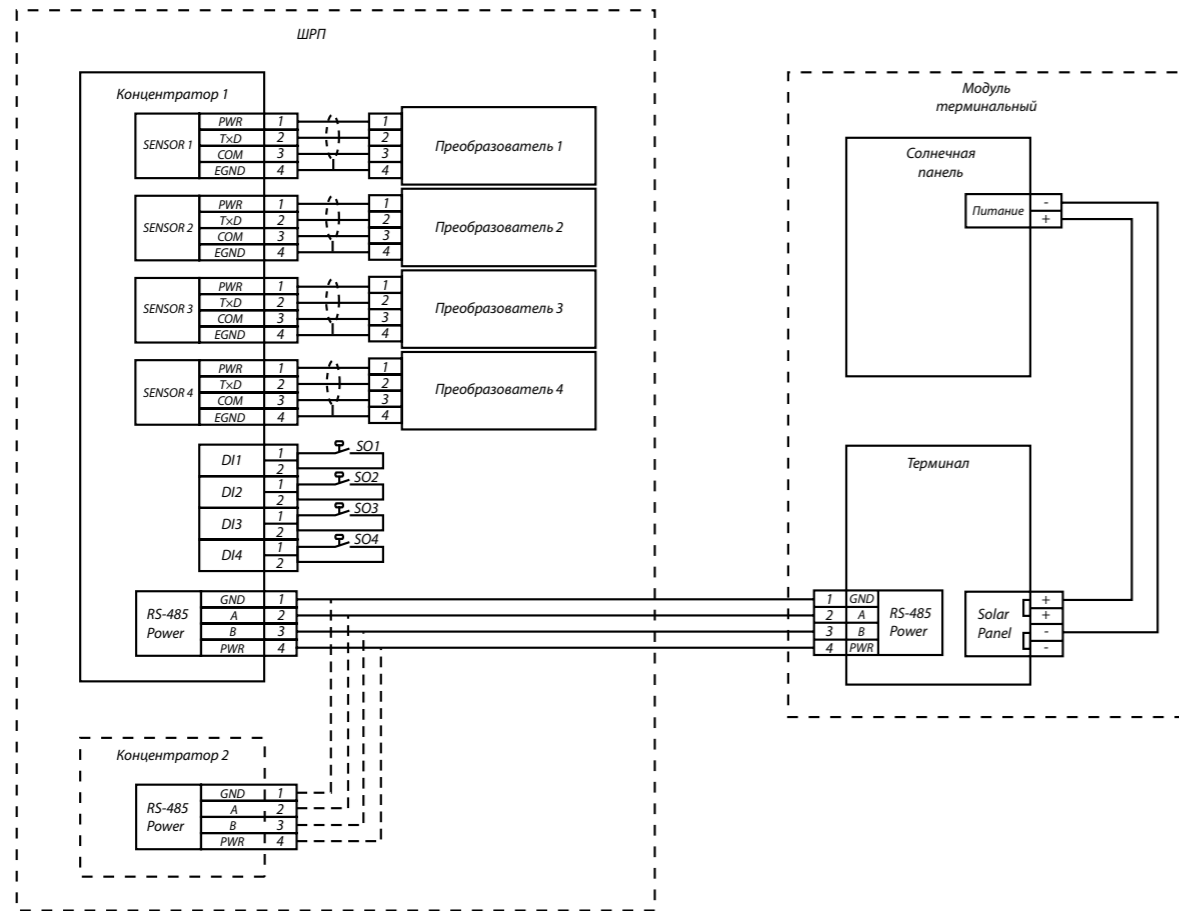 ШРП
Концентратор 1
SENSOR 1
PWR 1
TxD 2
COM 3
EGND 4
1
2
3
4
Преобразователь 1
SENSOR 2
PWR 1
TxD 2
COM 3
EGND 4
1
2
3
4
Преобразователь 2
SENSOR 3
PWR 1
TxD 2
COM 3
EGND 4
1
2
3
4
Преобразователь 3
SENSOR 4
PWR 1
TxD 2
COM 3
EGND 4
1
2
3
4
Преобразователь 4
DI1
1
2
SO1
DI2
1
2
SO2
DI3
1
2
SO3
DI4
1
2
SO4
RS-485
Power
GND 1
A 2
B 3
PWR 4
Концентратор 2
RS-485
Power
GND 1
A 2
B 3
PWR 4
Модуль
терминальный
Солнечная
панель
Питание
-
+
Терминал
1 GND
2 A
3 B
4 PWR
RS-485
Power
Solar
Panel
+
+
-
-